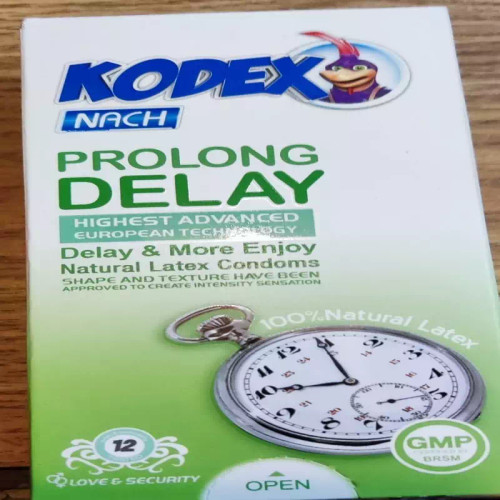 KODEX
NACH
PROLONG
DELAY
HIGHEST ADVANCED
EUROPEAN TECHNOLOGY
Delay & More Enjoy
Natural Latex Condoms
SHAPE AND TEXTURE HAVE BEEN
APPROVED TO CREATE INTENSITY SENSATION
100% Natural Latex
12
LOVE & SECURITY
OPEN
GMP
BRSM